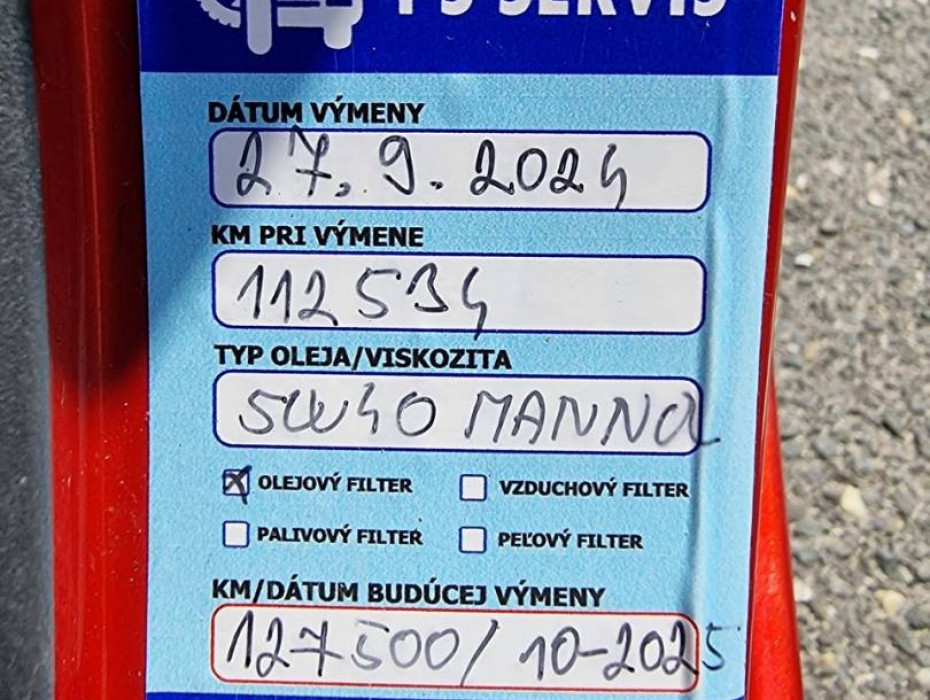 SERVIS
DÁTUM VÝMENY
27.9.2024
KM PRI VÝMENE
112534
TYP OLEJA/VISKOZITA
5W40 MANNOL
OLEJOVÝ FILTER VZDUCHOVÝ FILTER
PALIVOVÝ FILTER PEĽOVÝ FILTER
KM/DÁTUM BUDÚCEJ VÝMENY
127500/10-2025